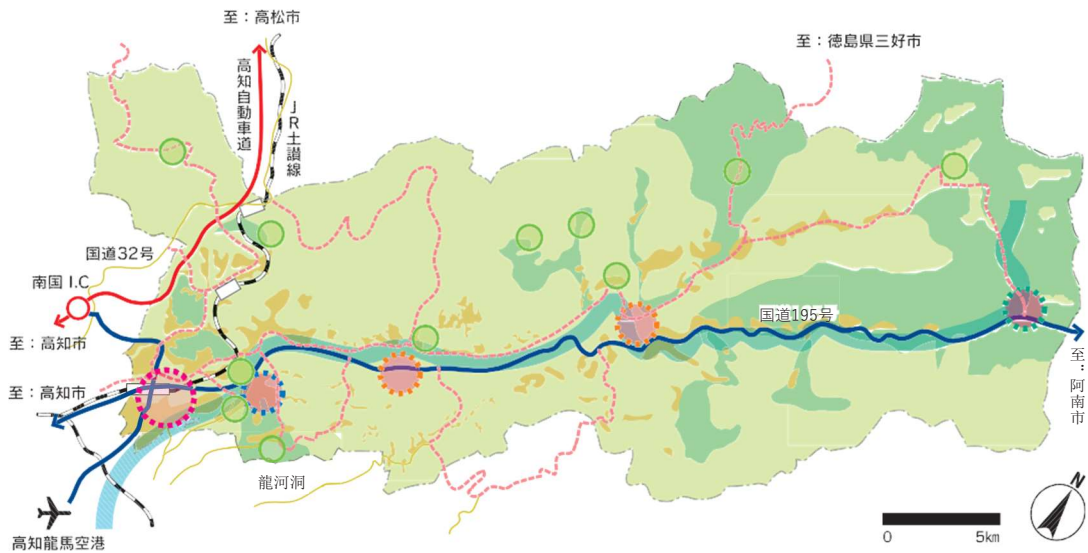 至：高松市
至：徳島県三好市
高知自動車道
JR土讃線
国道32号
南国 I.C
国道195号
至：高知市
至：阿南市
至：高知市
龍河洞
高知龍馬空港
N
0
5km